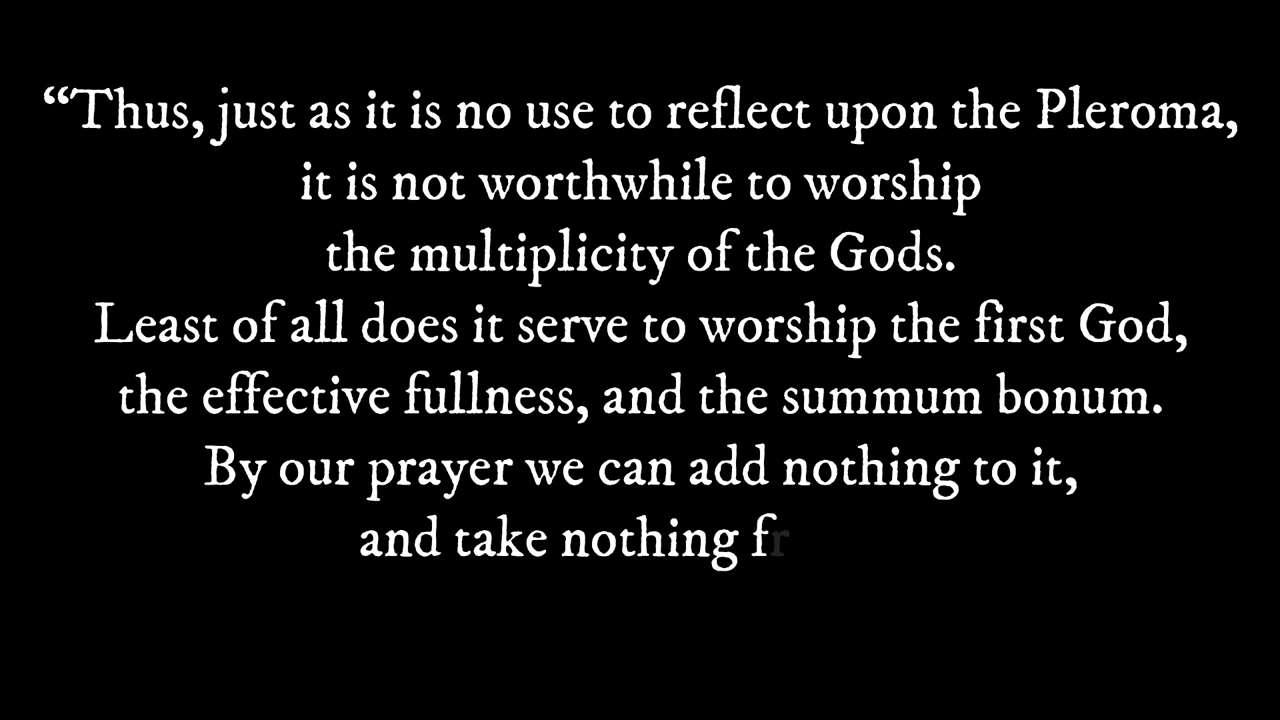 “Thus, just as it is no use to reflect upon the Pleroma,
it is not worthwhile to worship
the multiplicity of the Gods.
Least of all does it serve to worship the first God,
the effective fullness, and the summum bonum.
By our prayer we can add nothing to it,
and take nothing fr